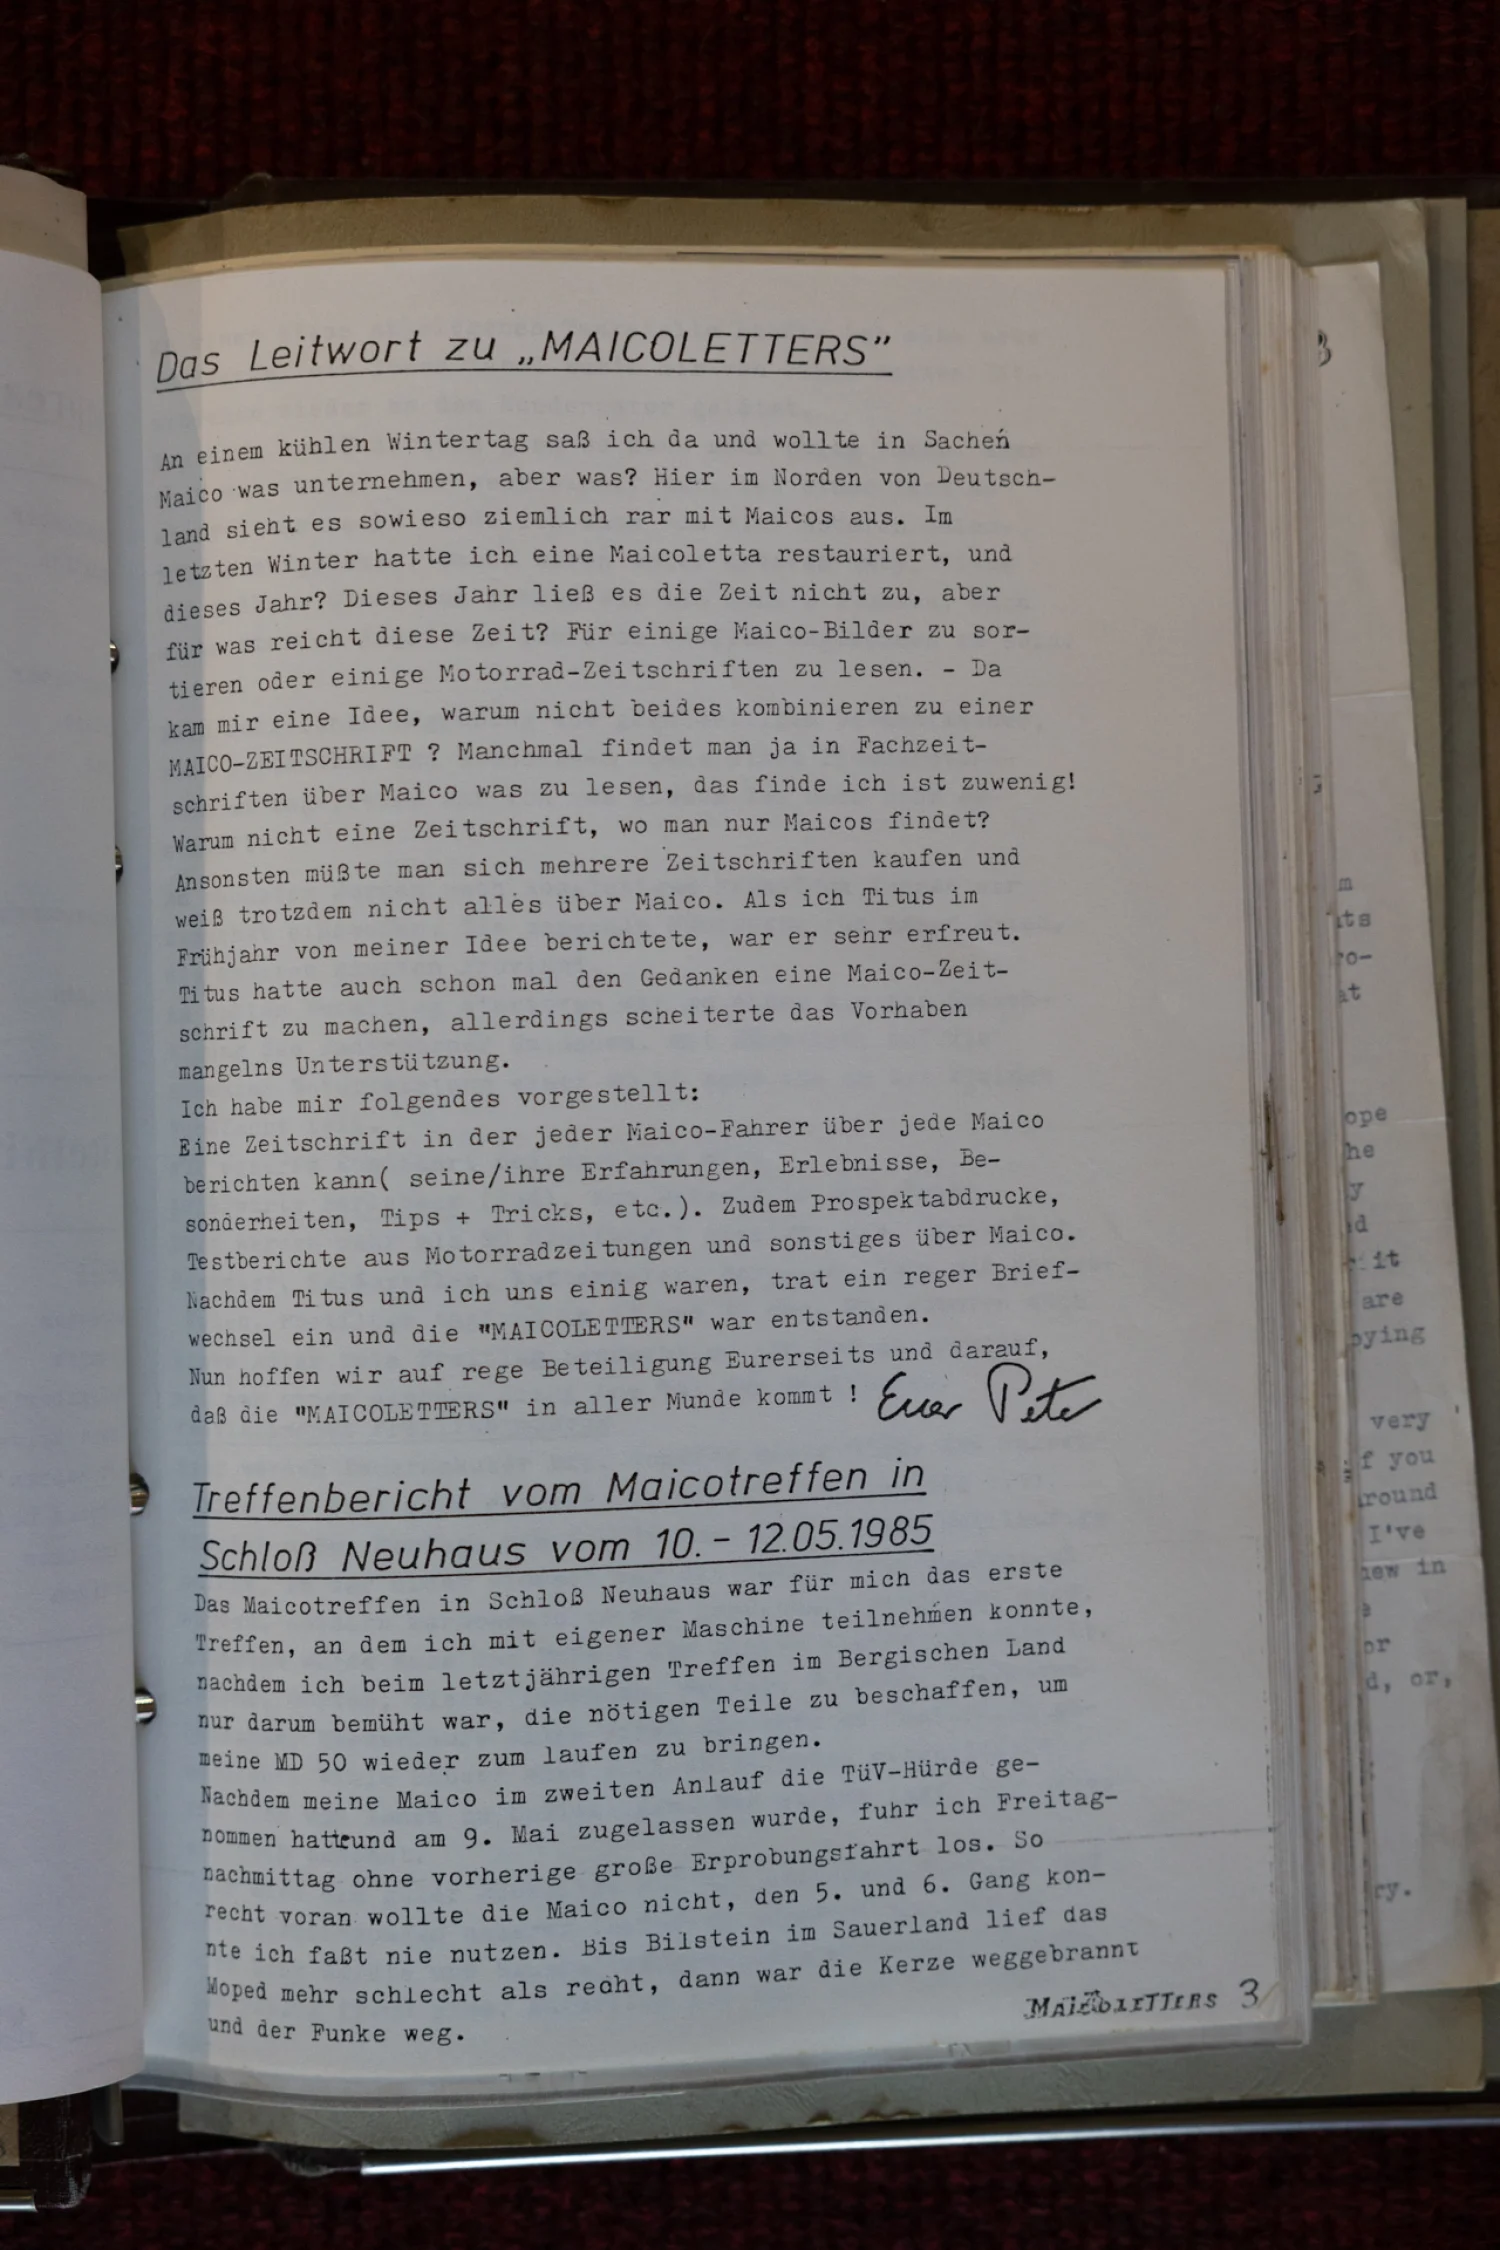 Das Leitwort zu „MAICOLETTERS"
An einem kühlen Wintertag saß ich da und wollte in Sachen
Maico was unternehmen, aber was? Hier im Norden von Deutsch-
land sieht es sowieso ziemlich rar mit Maicos aus. Im
letzten Winter hatte ich eine Maicoletta restauriert, und
dieses Jahr? Dieses Jahr ließ es die Zeit nicht zu, aber
für was reicht diese Zeit? Für einige Maico-Bilder zu sor-
tieren oder einige Motorrad-Zeitschriften zu lesen. - Da
kam mir eine Idee, warum nicht beides kombinieren zu einer
MAICO-ZEITSCHRIFT ? Manchmal findet man ja in Fachzeit-
schriften über Maico was zu lesen, das finde ich ist zuwenig!
Warum nicht eine Zeitschrift, wo man nur Maicos findet?
Ansonsten müßte man sich mehrere Zeitschriften kaufen und
weiß trotzdem nicht alles über Maico. Als ich Titus im
Frühjahr von meiner Idee berichtete, war er sehr erfreut.
Titus hatte auch schon mal den Gedanken eine Maico-Zeit-
schrift zu machen, allerdings scheiterte das Vorhaben
mangelns Unterstützung.
Ich habe mir folgendes vorgestellt:
Eine Zeitschrift in der jeder Maico-Fahrer über jede Maico
berichten kann( seine/ihre Erfahrungen, Erlebnisse, Be-
sonderheiten, Tips + Tricks, etc.). Zudem Prospektabdrucke,
Testberichte aus Motorradzeitungen und sonstiges über Maico.
Nachdem Titus und ich uns einig waren, trat ein reger Brief-
wechsel ein und die "MAICOLETTERS" war entstanden.
Nun hoffen wir auf rege Beteiligung Eurerseits und darauf,
daß die "MAICOLETTERS" in aller Munde kommt ! Euer Peter
Treffenbericht vom Maicotreffen in
Schloß Neuhaus vom 10. - 12.05.1985
Das Maicotreffen in Schloß Neuhaus war für mich das erste
Treffen, an dem ich mit eigener Maschine teilnehmen konnte,
nachdem ich beim letztjährigen Treffen im Bergischen Land
nur darum bemüht war, die nötigen Teile zu beschaffen, um
meine MD 50 wieder zum laufen zu bringen.
Nachdem meine Maico im zweiten Anlauf die TüV-Hürde ge-
nommen hatte und am 9. Mai zugelassen wurde, fuhr ich Freitag-
nachmittag ohne vorherige große Erprobungsfahrt los. So
recht voran wollte die Maico nicht, den 5. und 6. Gang kon-
nte ich faßt nie nutzen. Bis Bilstein im Sauerland lief das
Moped mehr schlecht als recht, dann war die Kerze weggebrannt
und der Funke weg.
MAICOLETTERS 3
ope
it
are
very
you
I've
in
or
or,